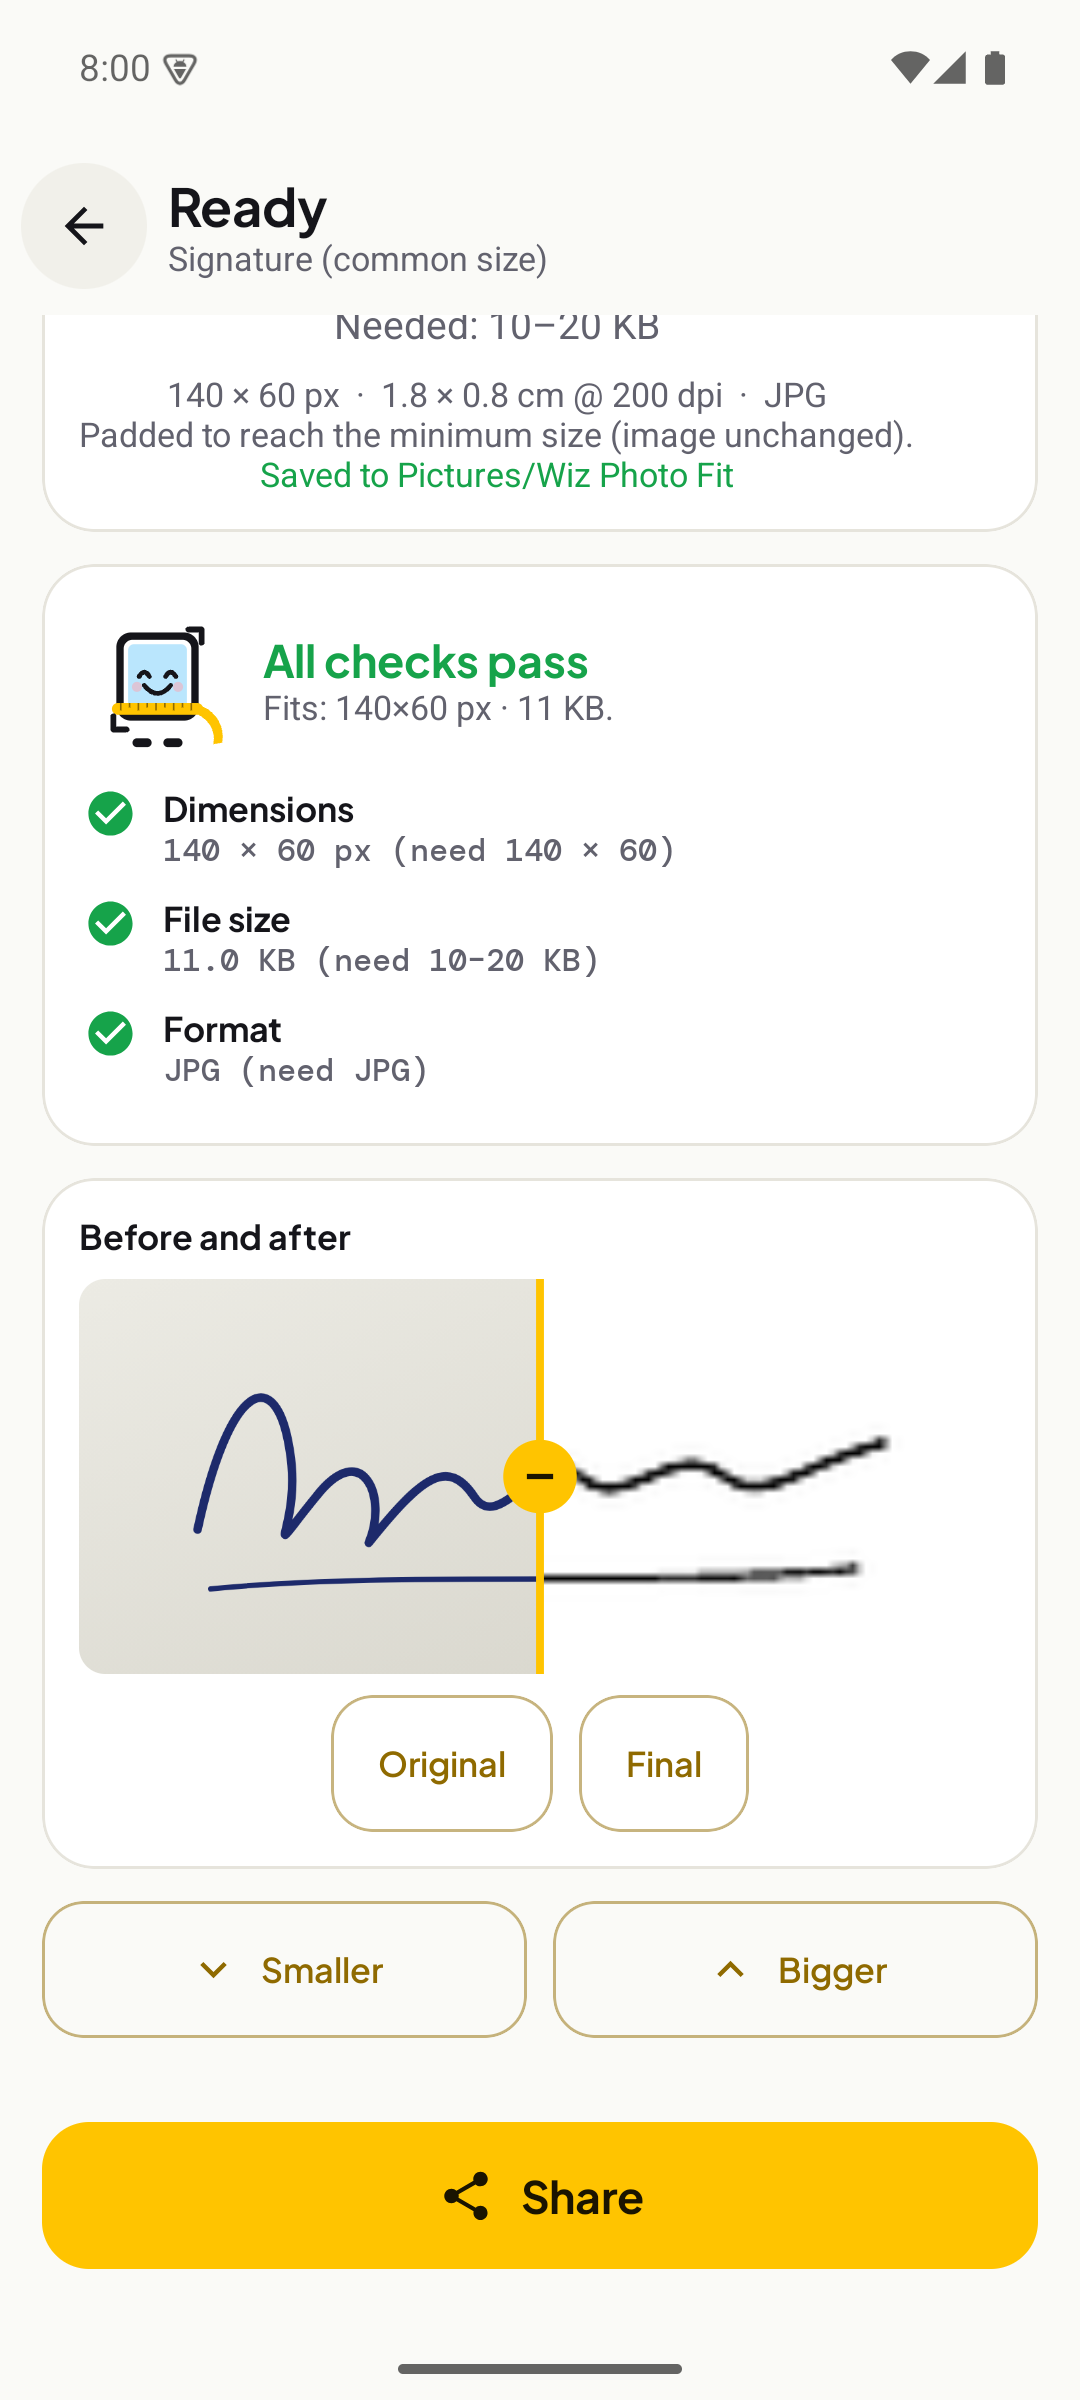 8:00
Ready
Signature (common size)
Needed: 10–20 KB
140 × 60 px · 1.8 × 0.8 cm @ 200 dpi · JPG
Padded to reach the minimum size (image unchanged).
Saved to Pictures/Wiz Photo Fit
All checks pass
Fits: 140×60 px · 11 KB.
Dimensions
140 × 60 px (need 140 × 60)
File size
11.0 KB (need 10–20 KB)
Format
JPG (need JPG)
Before and after
Original
Final
Smaller
Bigger
Share